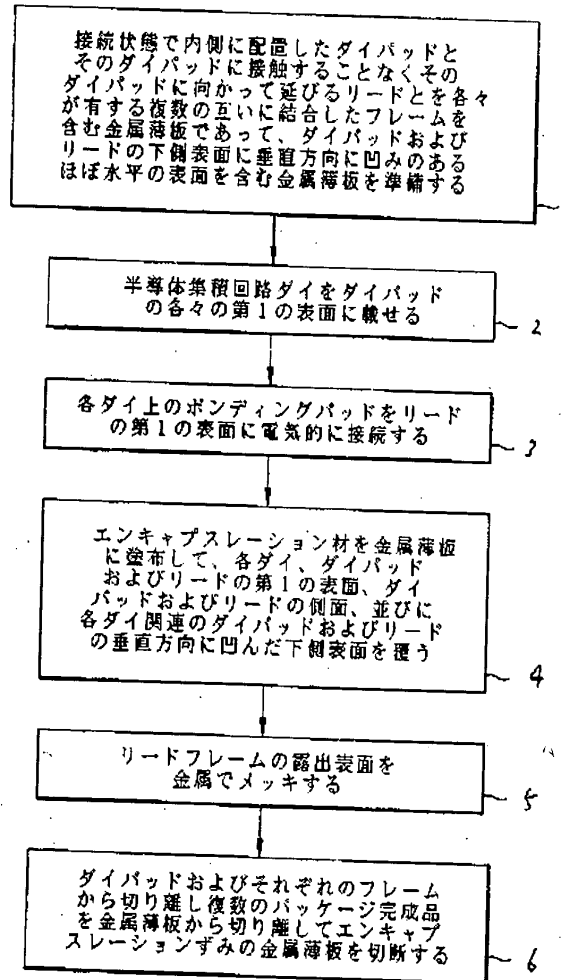 接続状態で内側に配置したダイパッドと
そのダイパッドに接触することなくその
ダイパッドに向かって延びるリードとを各々
が有する複数の互いに結合したフレームを
含む金属薄板であって、ダイパッドおよび
リードの下側表面に垂直方向に凹みのある
ほぼ水平の表面を含む金属薄板を準備する
半導体集積回路ダイをダイパッド
の各々の第1の表面に載せる
2
各ダイ上のボンディングパッドをリード
の第1の表面に電気的に接続する
3
エンキャプスレーション材を金属薄板
に塗布して、各ダイ、ダイパッド
およびリードの第1の表面、ダイ
パッドおよびリードの側面、並びに
各ダイ関連のダイパッドおよびリード
の垂直方向に凹んだ下側表面を覆う
4
リードフレームの露出表面を
金属でメッキする
5
ダイパッドおよびそれぞれのフレーム
から切り離し複数のパッケージ完成品
を金属薄板から切り離してエンキャプ
スレーションずみの金属薄板を切断する
6